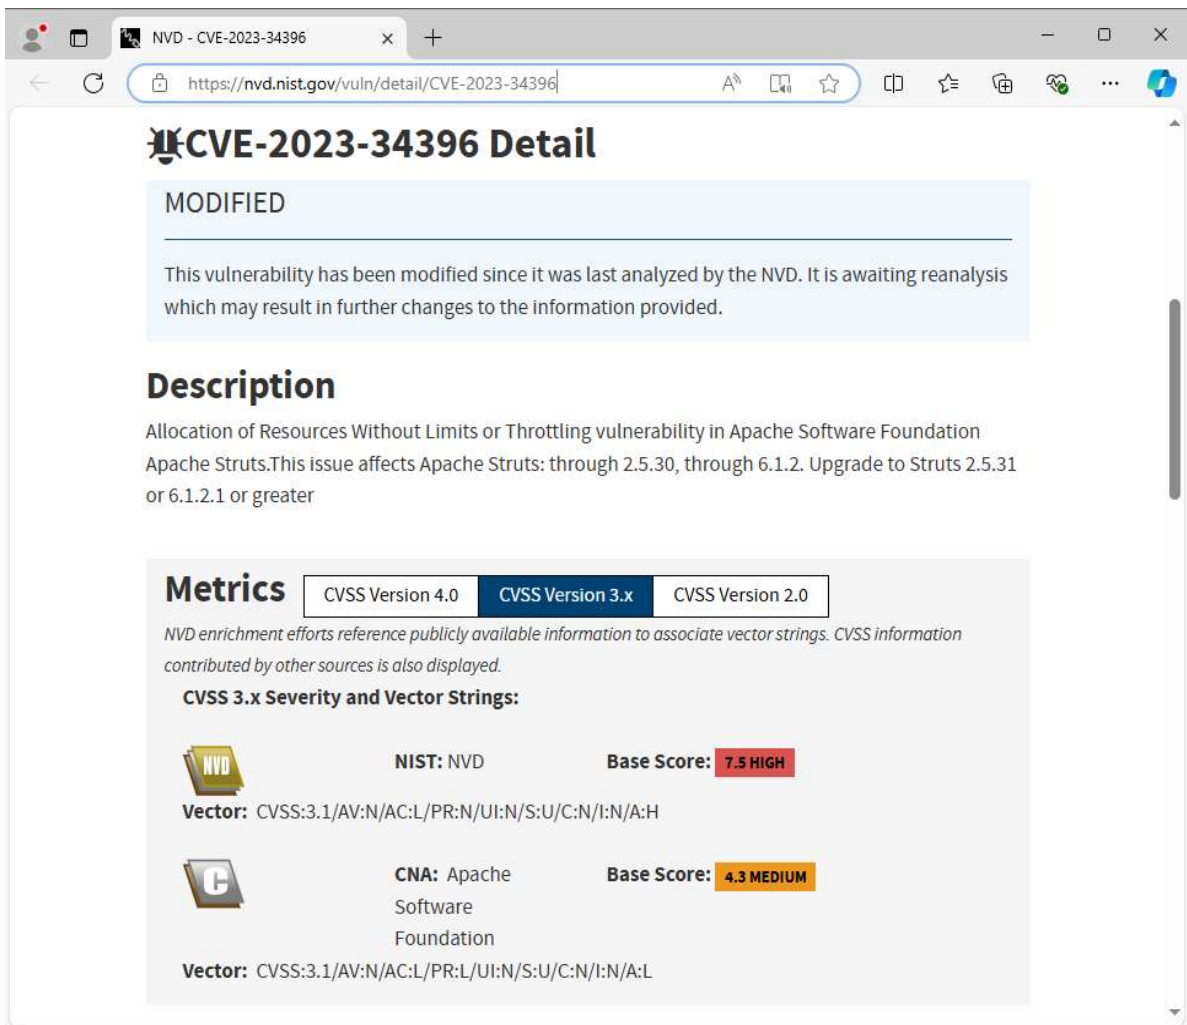 NVD - CVE-2023-34396
https://nvd.nist.gov/vuln/detail/CVE-2023-34396
CVE-2023-34396 Detail
MODIFIED
This vulnerability has been modified since it was last analyzed by the NVD. It is awaiting reanalysis
which may result in further changes to the information provided.
Description
Allocation of Resources Without Limits or Throttling vulnerability in Apache Software Foundation
Apache Struts.This issue affects Apache Struts: through 2.5.30, through 6.1.2. Upgrade to Struts 2.5.31
or 6.1.2.1 or greater
Metrics CVSS Version 4.0 CVSS Version 3.x CVSS Version 2.0
NVD enrichment efforts reference publicly available information to associate vector strings. CVSS information
contributed by other sources is also displayed.
CVSS 3.x Severity and Vector Strings:
NVD NIST: NVD Base Score: 7.5 HIGH
Vector: CVSS:3.1/AV:N/AC:L/PR:N/UI:N/S:U/C:N/I:N/A:H
C CNA: Apache Base Score: 4.3 MEDIUM
Software
Foundation
Vector: CVSS:3.1/AV:N/AC:L/PR:L/UI:N/S:U/C:N/I:N/A:L